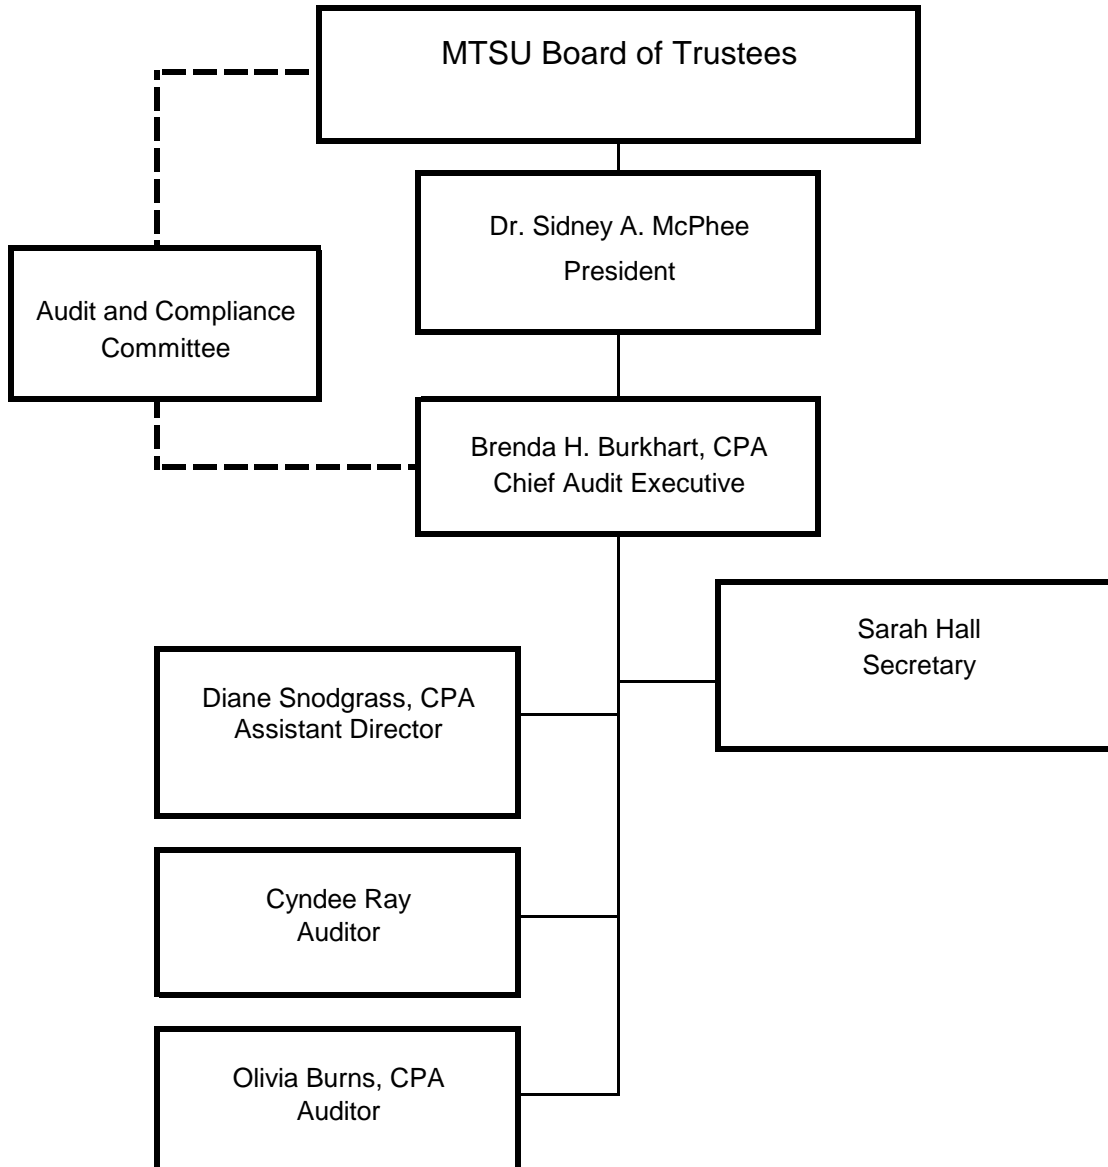 MTSU Board of Trustees
Dr. Sidney A. McPhee
President
Audit and Compliance
Committee
Brenda H. Burkhart, CPA
Chief Audit Executive
Sarah Hall
Secretary
Diane Snodgrass, CPA
Assistant Director
Cyndee Ray
Auditor
Olivia Burns, CPA
Auditor